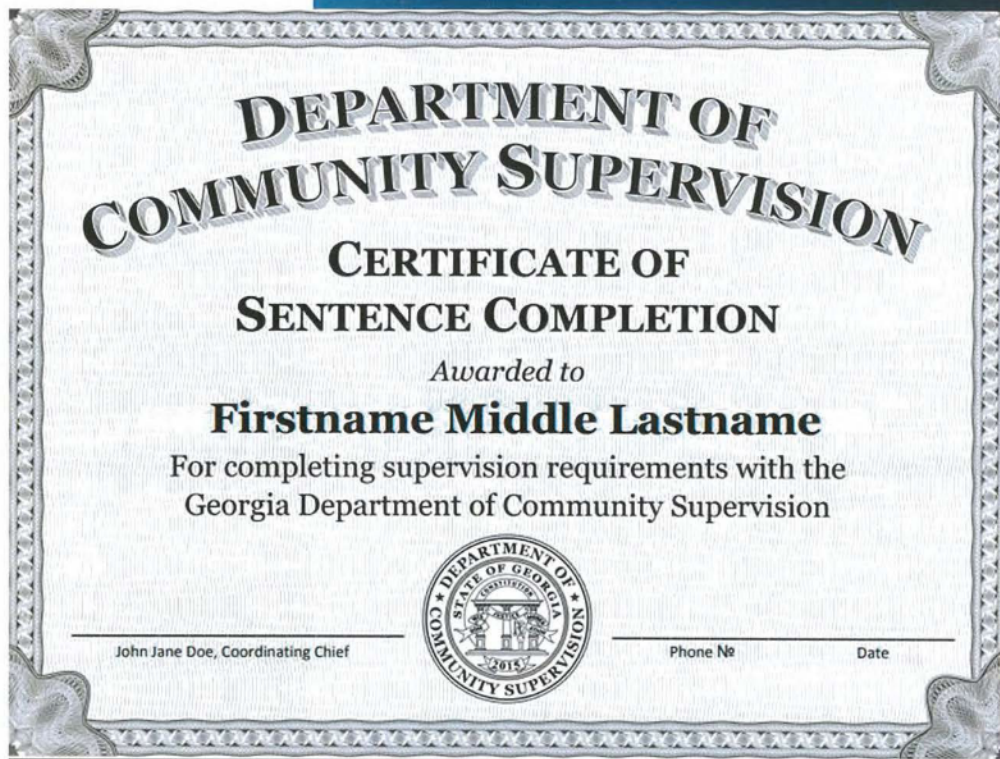 DEPARTMENT OF
COMMUNITY SUPERVISION
CERTIFICATE OF
SENTENCE COMPLETION
Awarded to
Firstname Middle Lastname
For completing supervision requirements with the
Georgia Department of Community Supervision
★ DEPARTMENT OF ★
COMMUNITY SUPERVISION
STATE OF GEORGIA
CONSTITUTION
2015
John Jane Doe, Coordinating Chief
Phone № Date